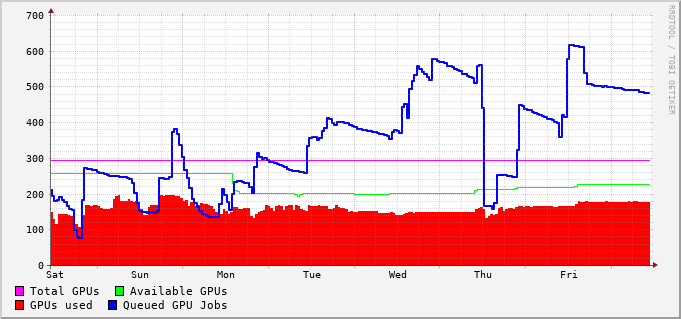 700
600
500
400
300
200
100
0
Sat Sun Mon Tue Wed Thu Fri
Total GPUs Available GPUs
GPUs used Queued GPU Jobs
RRDTOOL / TOBI OETIKER